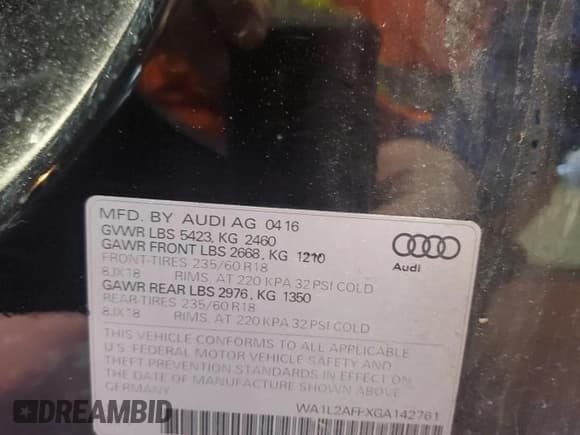 MFD. BY AUDI AG 0416
GVWR LBS 5423, KG 2460
GAWR FRONT LBS 2668, KG 1210
FRONT-TIRES 235/60 R18
8JX18 RIMS, AT 220 KPA 32 PSI COLD
GAWR REAR LBS 2976, KG 1350
REAR-TIRES 235/60 R18
8JX18 RIMS, AT 220 KPA 32 PSI COLD
THIS VEHICLE CONFORMS TO ALL APPLICABLE
U.S. FEDERAL MOTOR VEHICLE SAFETY AND
THEFT PREVENTION STANDARDS IN EFFECT ON
THE DATE OF MANUFACTURE SHOWN ABOVE
GERMANY
WA1L2AFPXGA142761
Audi
DREAMBID